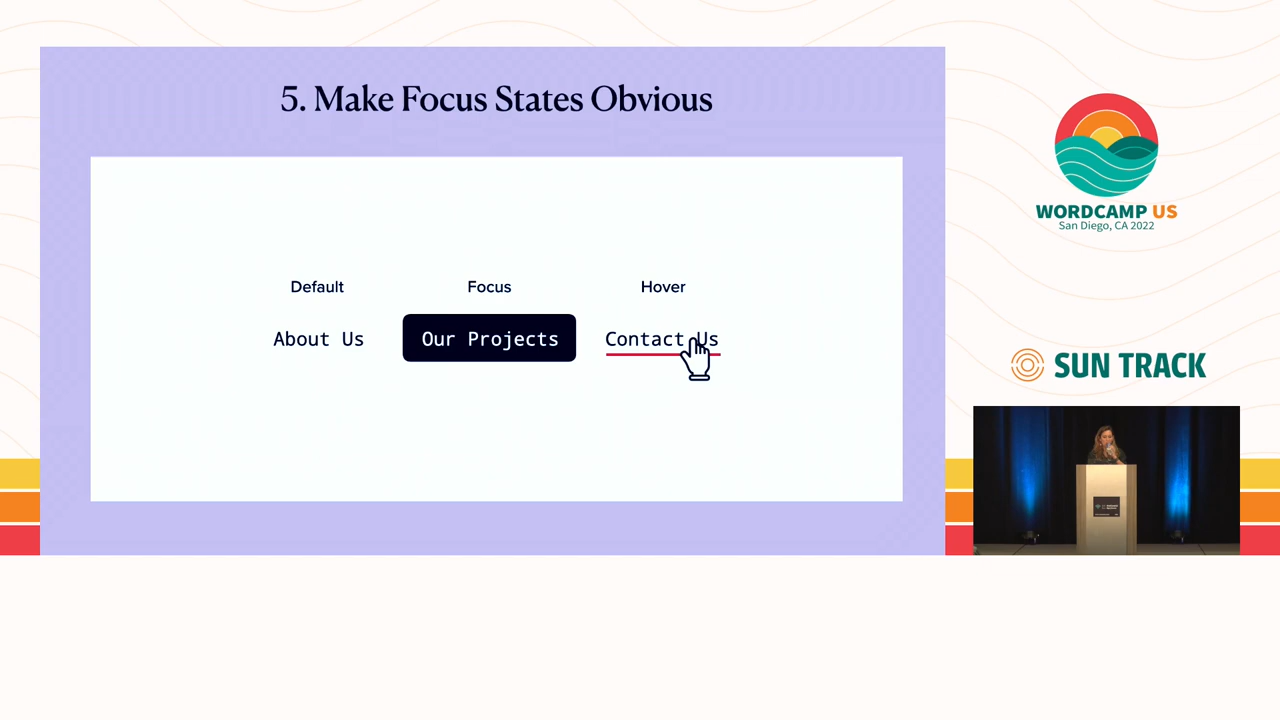 5. Make Focus States Obvious
Default
Focus
Hover
About Us
Our Projects
Contact Us
WORDCAMP US
San Diego, CA 2022
SUN TRACK